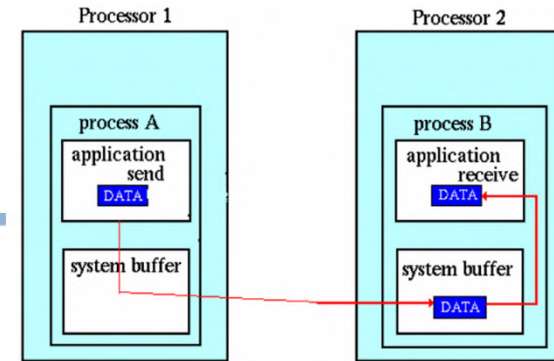 Processor 1
process A
application
send
DATA
system buffer
Processor 2
process B
application
receive
DATA
system buffer
DATA